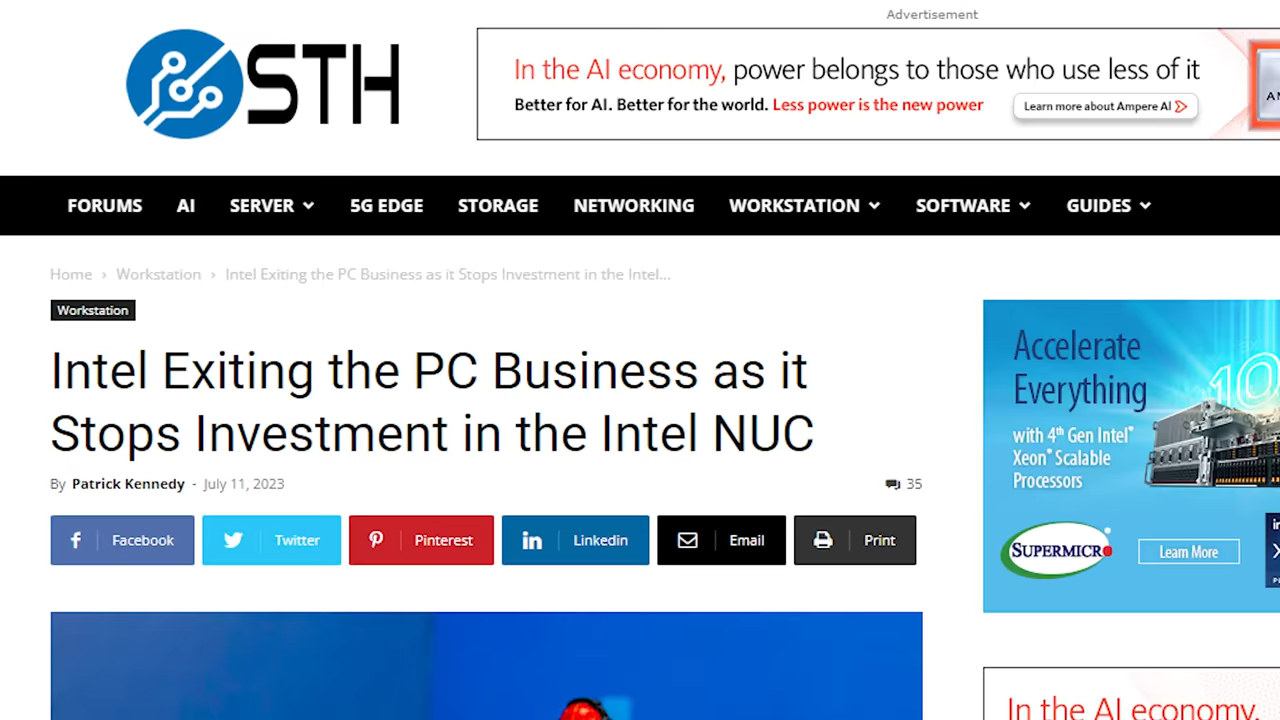 Advertisement
STH
In the AI economy, power belongs to those who use less of it
Better for AI. Better for the world. Less power is the new power
Learn more about Ampere AI
FORUMS AI SERVER 5G EDGE STORAGE NETWORKING WORKSTATION SOFTWARE GUIDES
Home › Workstation › Intel Exiting the PC Business as it Stops Investment in the Intel...
Workstation
Intel Exiting the PC Business as it
Stops Investment in the Intel NUC
By Patrick Kennedy - July 11, 2023
35
Facebook Twitter Pinterest Linkedin Email Print
Accelerate
Everything
with 4th Gen Intel®
Xeon® Scalable
Processors
SUPERMICRO
Learn More
In the AI economy,